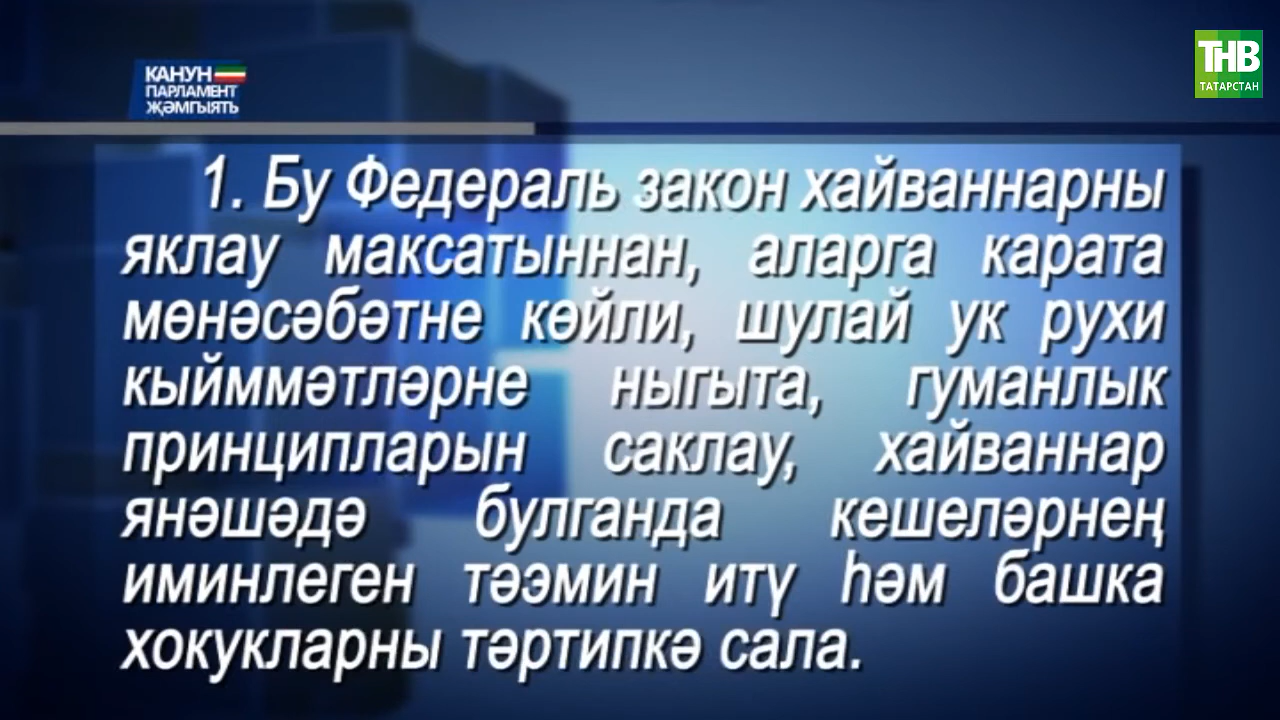 КАНУН
ПАРЛАМЕНТ
ҖӘМГЫЯТЬ
ТНВ
ТАТАРСТАН
1. Бу Федераль закон хайваннарны
яклау максатыннан, аларга карата
мөнәсәбәтне көйли, шулай ук рухи
кыйммәтләрне ныгыта, гуманлык
принципларын саклау, хайваннар
янәшәдә булганда кешеләрнең
иминлеген тәэмин итү һәм башка
хокукларны тәртипкә сала.